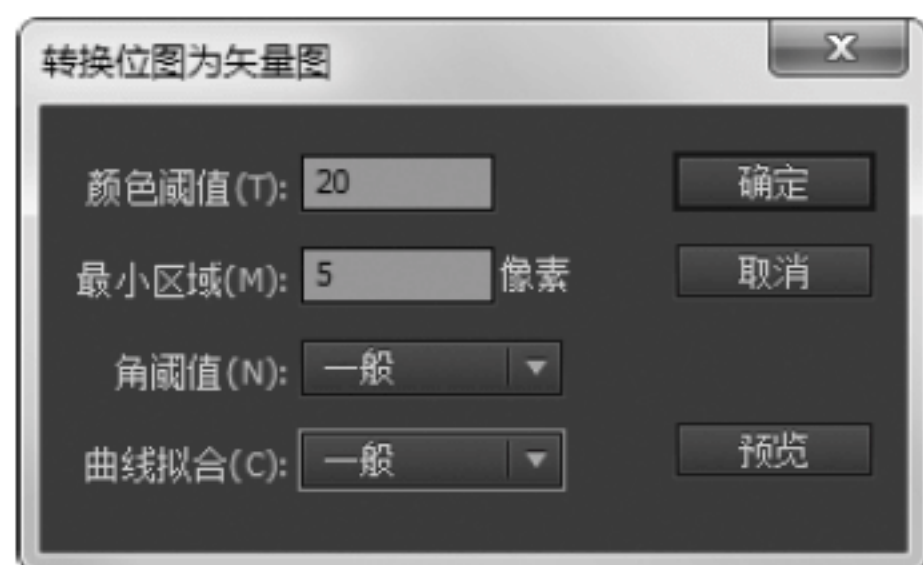 转换位图为矢量图
颜色阈值(T): 20 确定
最小区域(M): 5 像素 取消
角阈值(N): 一般
曲线拟合(C): 一般 预览